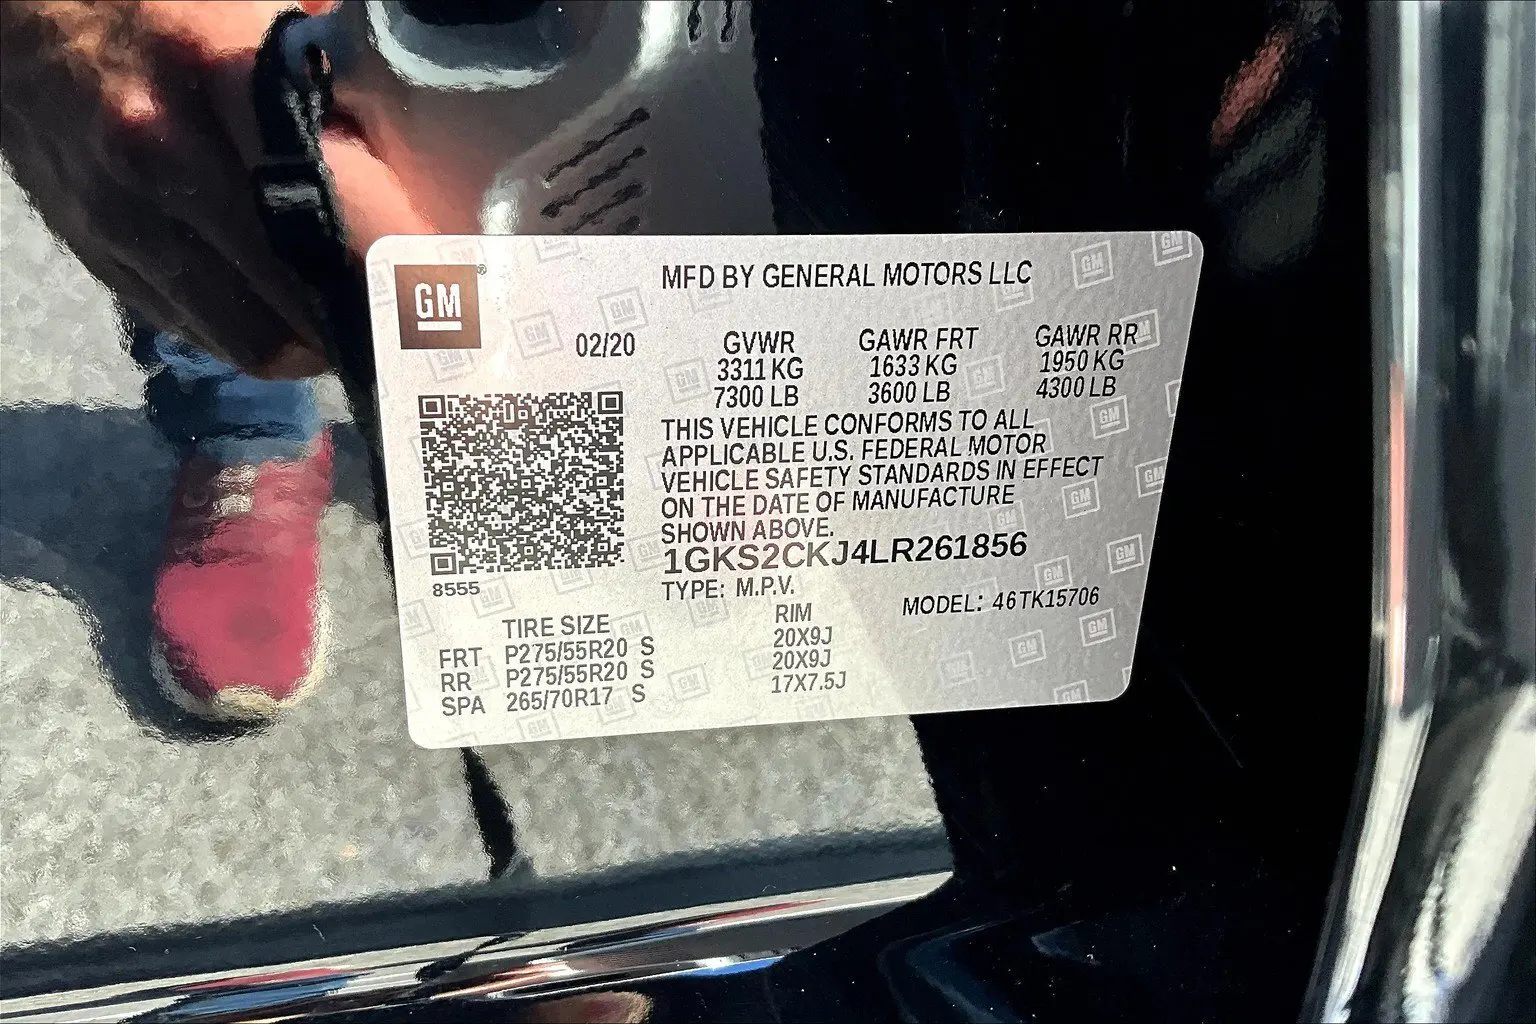 GM®
MFD BY GENERAL MOTORS LLC
02/20
GVWR GAWR FRT GAWR RR
3311 KG 1633 KG 1950 KG
7300 LB 3600 LB 4300 LB
THIS VEHICLE CONFORMS TO ALL
APPLICABLE U.S. FEDERAL MOTOR
VEHICLE SAFETY STANDARDS IN EFFECT
ON THE DATE OF MANUFACTURE
SHOWN ABOVE.
1GKS2CKJ4LR261856
8555
TYPE: M.P.V.
MODEL: 46TK15706
TIRE SIZE RIM
FRT P275/55R20 S 20X9J
RR P275/55R20 S 20X9J
SPA 265/70R17 S 17X7.5J